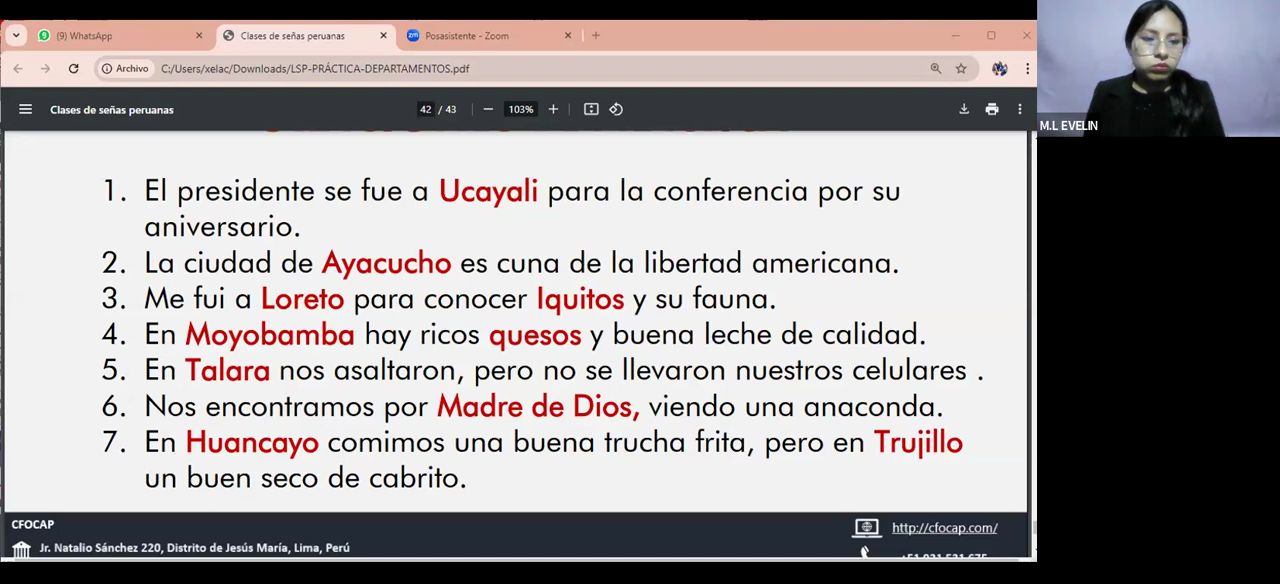 (9) WhatsApp
Clases de señas peruanas
Posasistente - Zoom
Archivo
C:/Users/xelac/Downloads/LSP-PRÁCTICA-DEPARTAMENTOS.pdf
Clases de señas peruanas
42 / 43
103%
M.L EVELIN
1. El presidente se fue a Ucayali para la conferencia por su
aniversario.
2. La ciudad de Ayacucho es cuna de la libertad americana.
3. Me fui a Loreto para conocer Iquitos y su fauna.
4. En Moyobamba hay ricos quesos y buena leche de calidad.
5. En Talara nos asaltaron, pero no se llevaron nuestros celulares .
6. Nos encontramos por Madre de Dios, viendo una anaconda.
7. En Huancayo comimos una buena trucha frita, pero en Trujillo
un buen seco de cabrito.
CFOCAP
http://cfocap.com/
Jr. Natalio Sánchez 220, Distrito de Jesús María, Lima, Perú